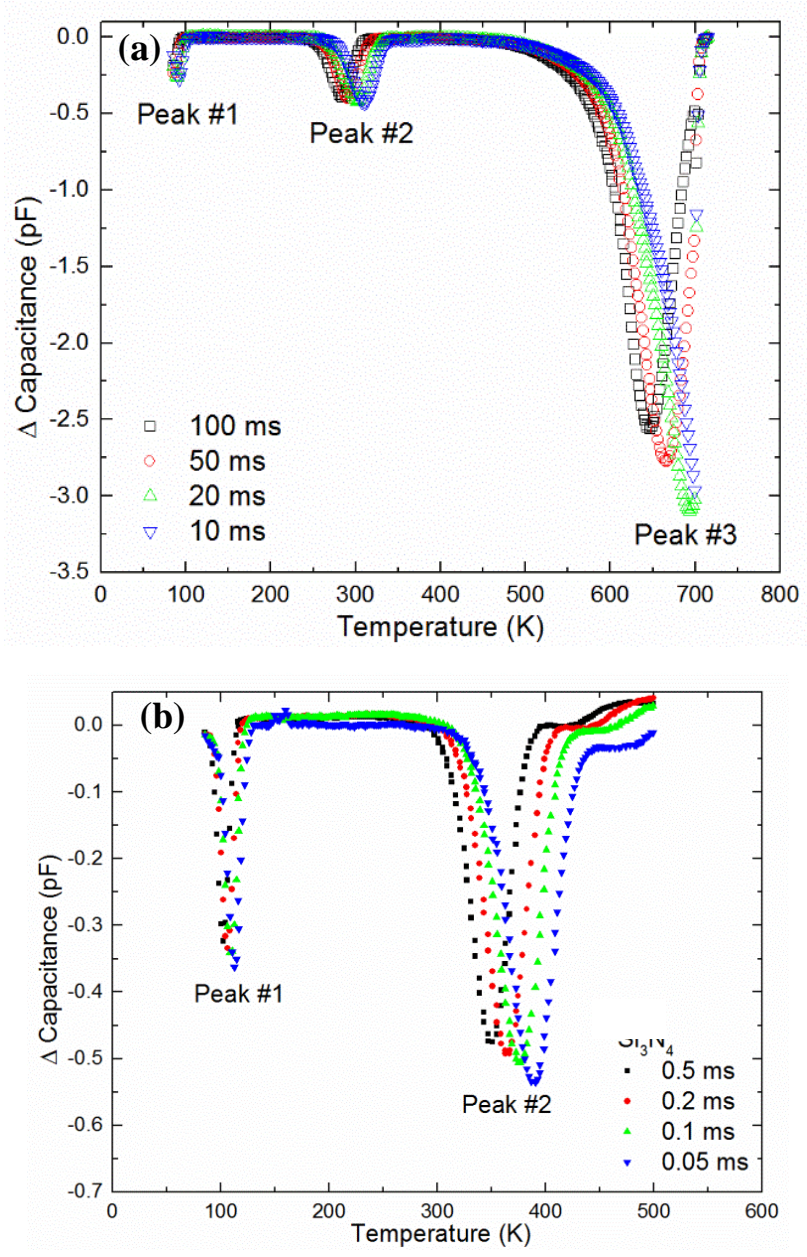 (a)
0.0
-0.5
-1.0
-1.5
-2.0
-2.5
-3.0
-3.5
Δ Capacitance (pF)
Peak #1
Peak #2
Peak #3
100 ms
50 ms
20 ms
10 ms
0 100 200 300 400 500 600 700 800
Temperature (K)
(b)
0.0
-0.1
-0.2
-0.3
-0.4
-0.5
-0.6
-0.7
Δ Capacitance (pF)
Peak #1
Peak #2
Si₃N₄
0.5 ms
0.2 ms
0.1 ms
0.05 ms
0 100 200 300 400 500 600
Temperature (K)